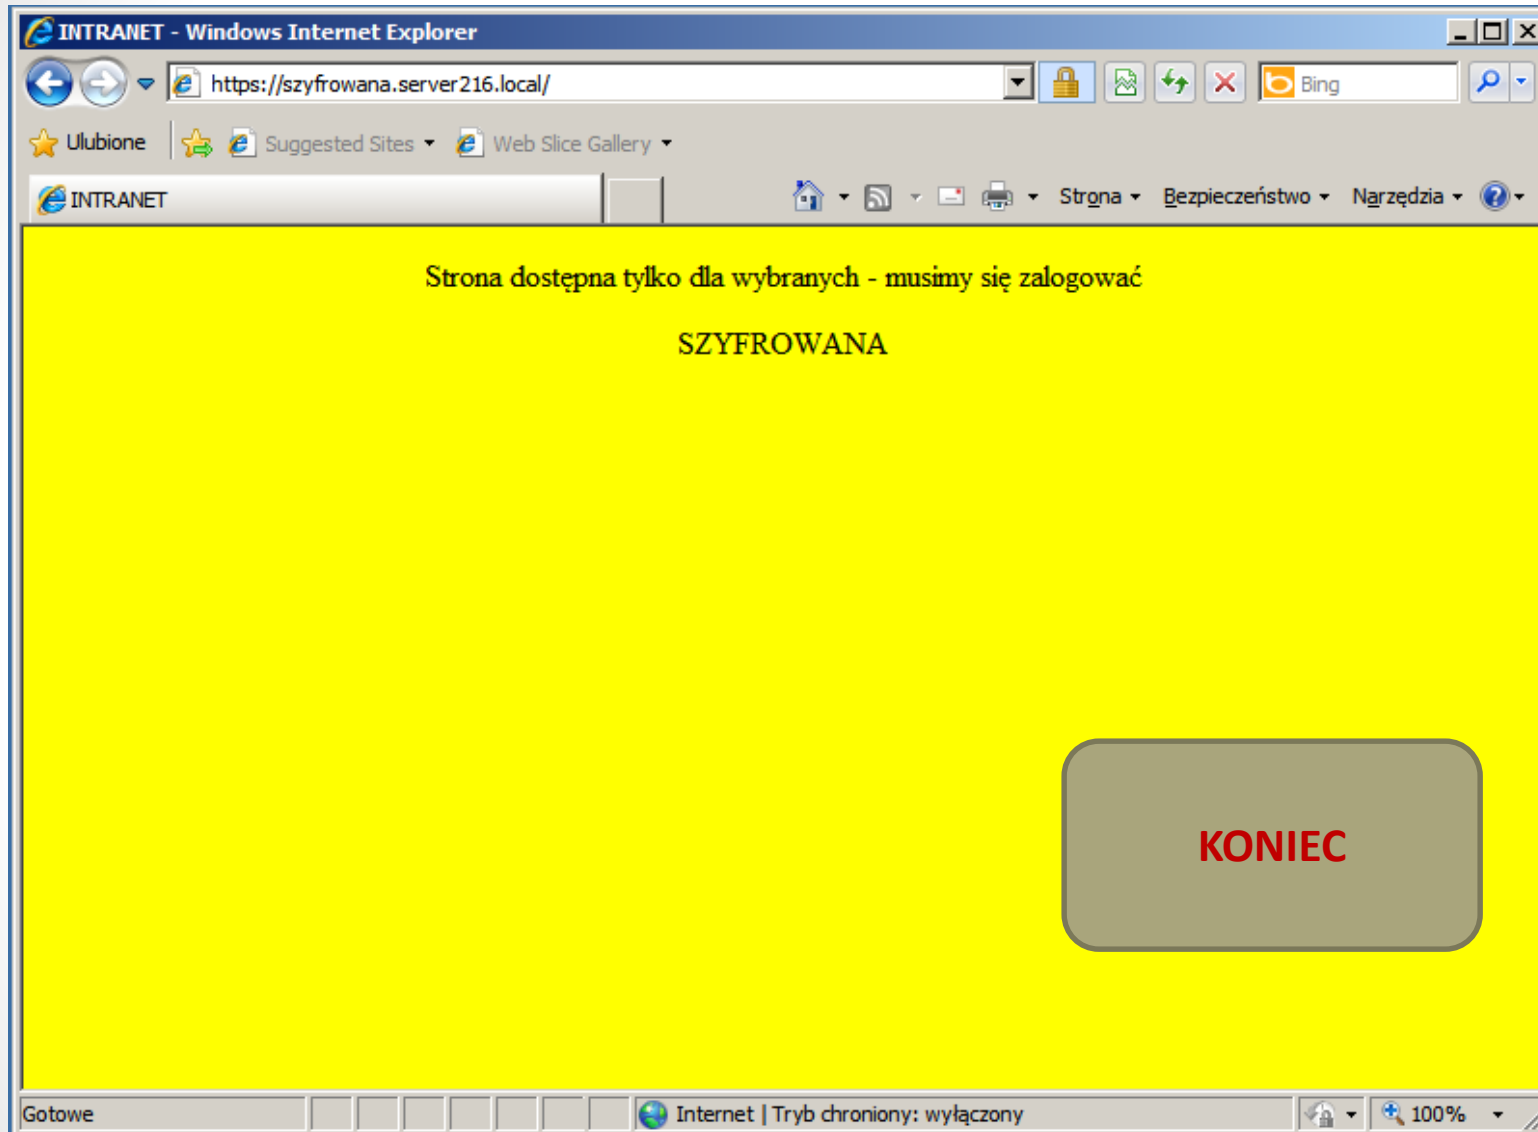 INTRANET - Windows Internet Explorer
https://szyfrowana.server216.local/
Bing
Ulubione
Suggested Sites
Web Slice Gallery
INTRANET
Strona
Bezpieczeństwo
Narzędzia
Strona dostępna tylko dla wybranych - musimy się zalogować
SZYFROWANA
KONIEC
Gotowe
Internet | Tryb chroniony: wyłączony
100%